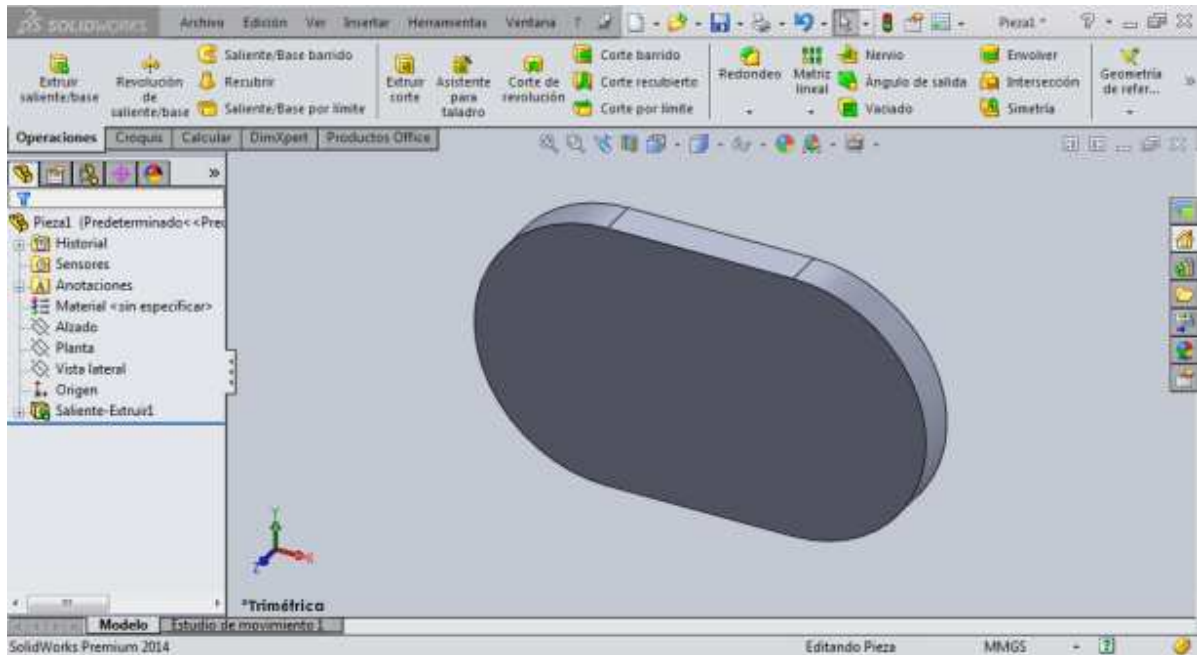 SOLIDWORKS Archivo Edición Ver Insertar Herramientas Ventana ? Pieza1 *
Extruir saliente/base
Revolución de saliente/base
Saliente/Base barrido
Recubrir
Saliente/Base por límite
Extruir corte
Asistente para taladro
Corte de revolución
Corte barrido
Corte recubierto
Corte por límite
Redondeo
Matriz lineal
Nervio
Ángulo de salida
Vaciado
Envolver
Intersección
Simetría
Geometría de refer...
Operaciones Croquis Calcular DimXpert Productos Office
Pieza1 (Predeterminado<<Pred
Historial
Sensores
Anotaciones
Material <sin especificar>
Alzado
Planta
Vista lateral
Origen
Saliente-Extruir1
Y
X
Z
*Trimétrica
Modelo Estudio de movimiento 1
SolidWorks Premium 2014 Editando Pieza MMGS